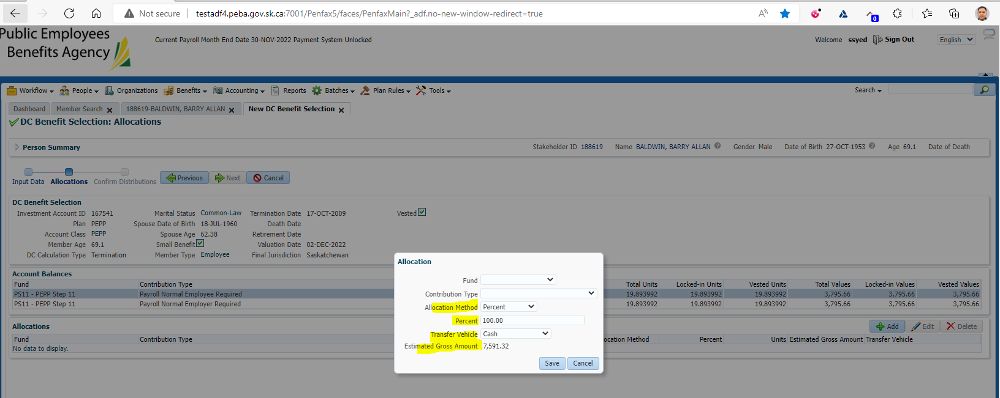 Not secure testadf4.peba.gov.sk.ca:7001/Penfax5/faces/PenfaxMain?_adf.no-new-window-redirect=true
0
Public Employees
Benefits Agency
Current Payroll Month End Date 30-NOV-2022 Payment System Unlocked
Welcome ssyed Sign Out English
Workflow People Organizations Benefits Accounting Reports Batches Plan Rules Tools Search
Dashboard Member Search 188619-BALDWIN, BARRY ALLAN New DC Benefit Selection
DC Benefit Selection: Allocations
Person Summary Stakeholder ID 188619 Name BALDWIN, BARRY ALLAN Gender Male Date of Birth 27-OCT-1953 Age 69.1 Date of Death
Input Data Allocations Confirm Distributions Previous Next Cancel
DC Benefit Selection
Investment Account ID 167541 Marital Status Common-Law Termination Date 17-OCT-2009 Vested
Plan PEPP Spouse Date of Birth 18-JUL-1960 Death Date
Account Class PEPP Spouse Age 62.38 Retirement Date
Member Age 69.1 Small Benefit Valuation Date 02-DEC-2022
DC Calculation Type Termination Member Type Employee Final Jurisdiction Saskatchewan
Account Balances
Fund Contribution Type Total Units Locked-in Units Vested Units Total Values Locked-in Values Vested Values
PS11 - PEPP Step 11 Payroll Normal Employee Required 19.893992 19.893992 19.893992 3,795.66 3,795.66 3,795.66
PS11 - PEPP Step 11 Payroll Normal Employer Required 19.893992 19.893992 19.893992 3,795.66 3,795.66 3,795.66
Allocations Add Edit Delete
Fund Contribution Type ocation Method Percent Units Estimated Gross Amount Transfer Vehicle
No data to display.
Allocation
Fund
Contribution Type
Allocation Method Percent
Percent 100.00
Transfer Vehicle Cash
Estimated Gross Amount 7,591.32
Save Cancel